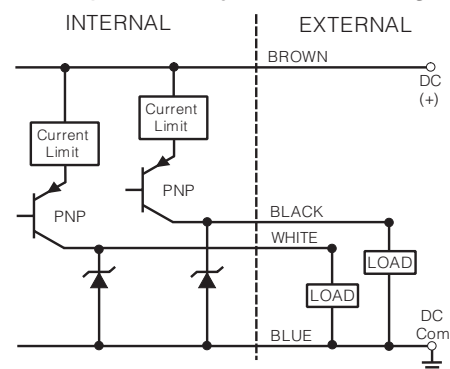 INTERNAL
EXTERNAL
BROWN
DC
(+)
Current
Limit
Current
Limit
PNP
PNP
BLACK
WHITE
LOAD
LOAD
DC
Com
BLUE